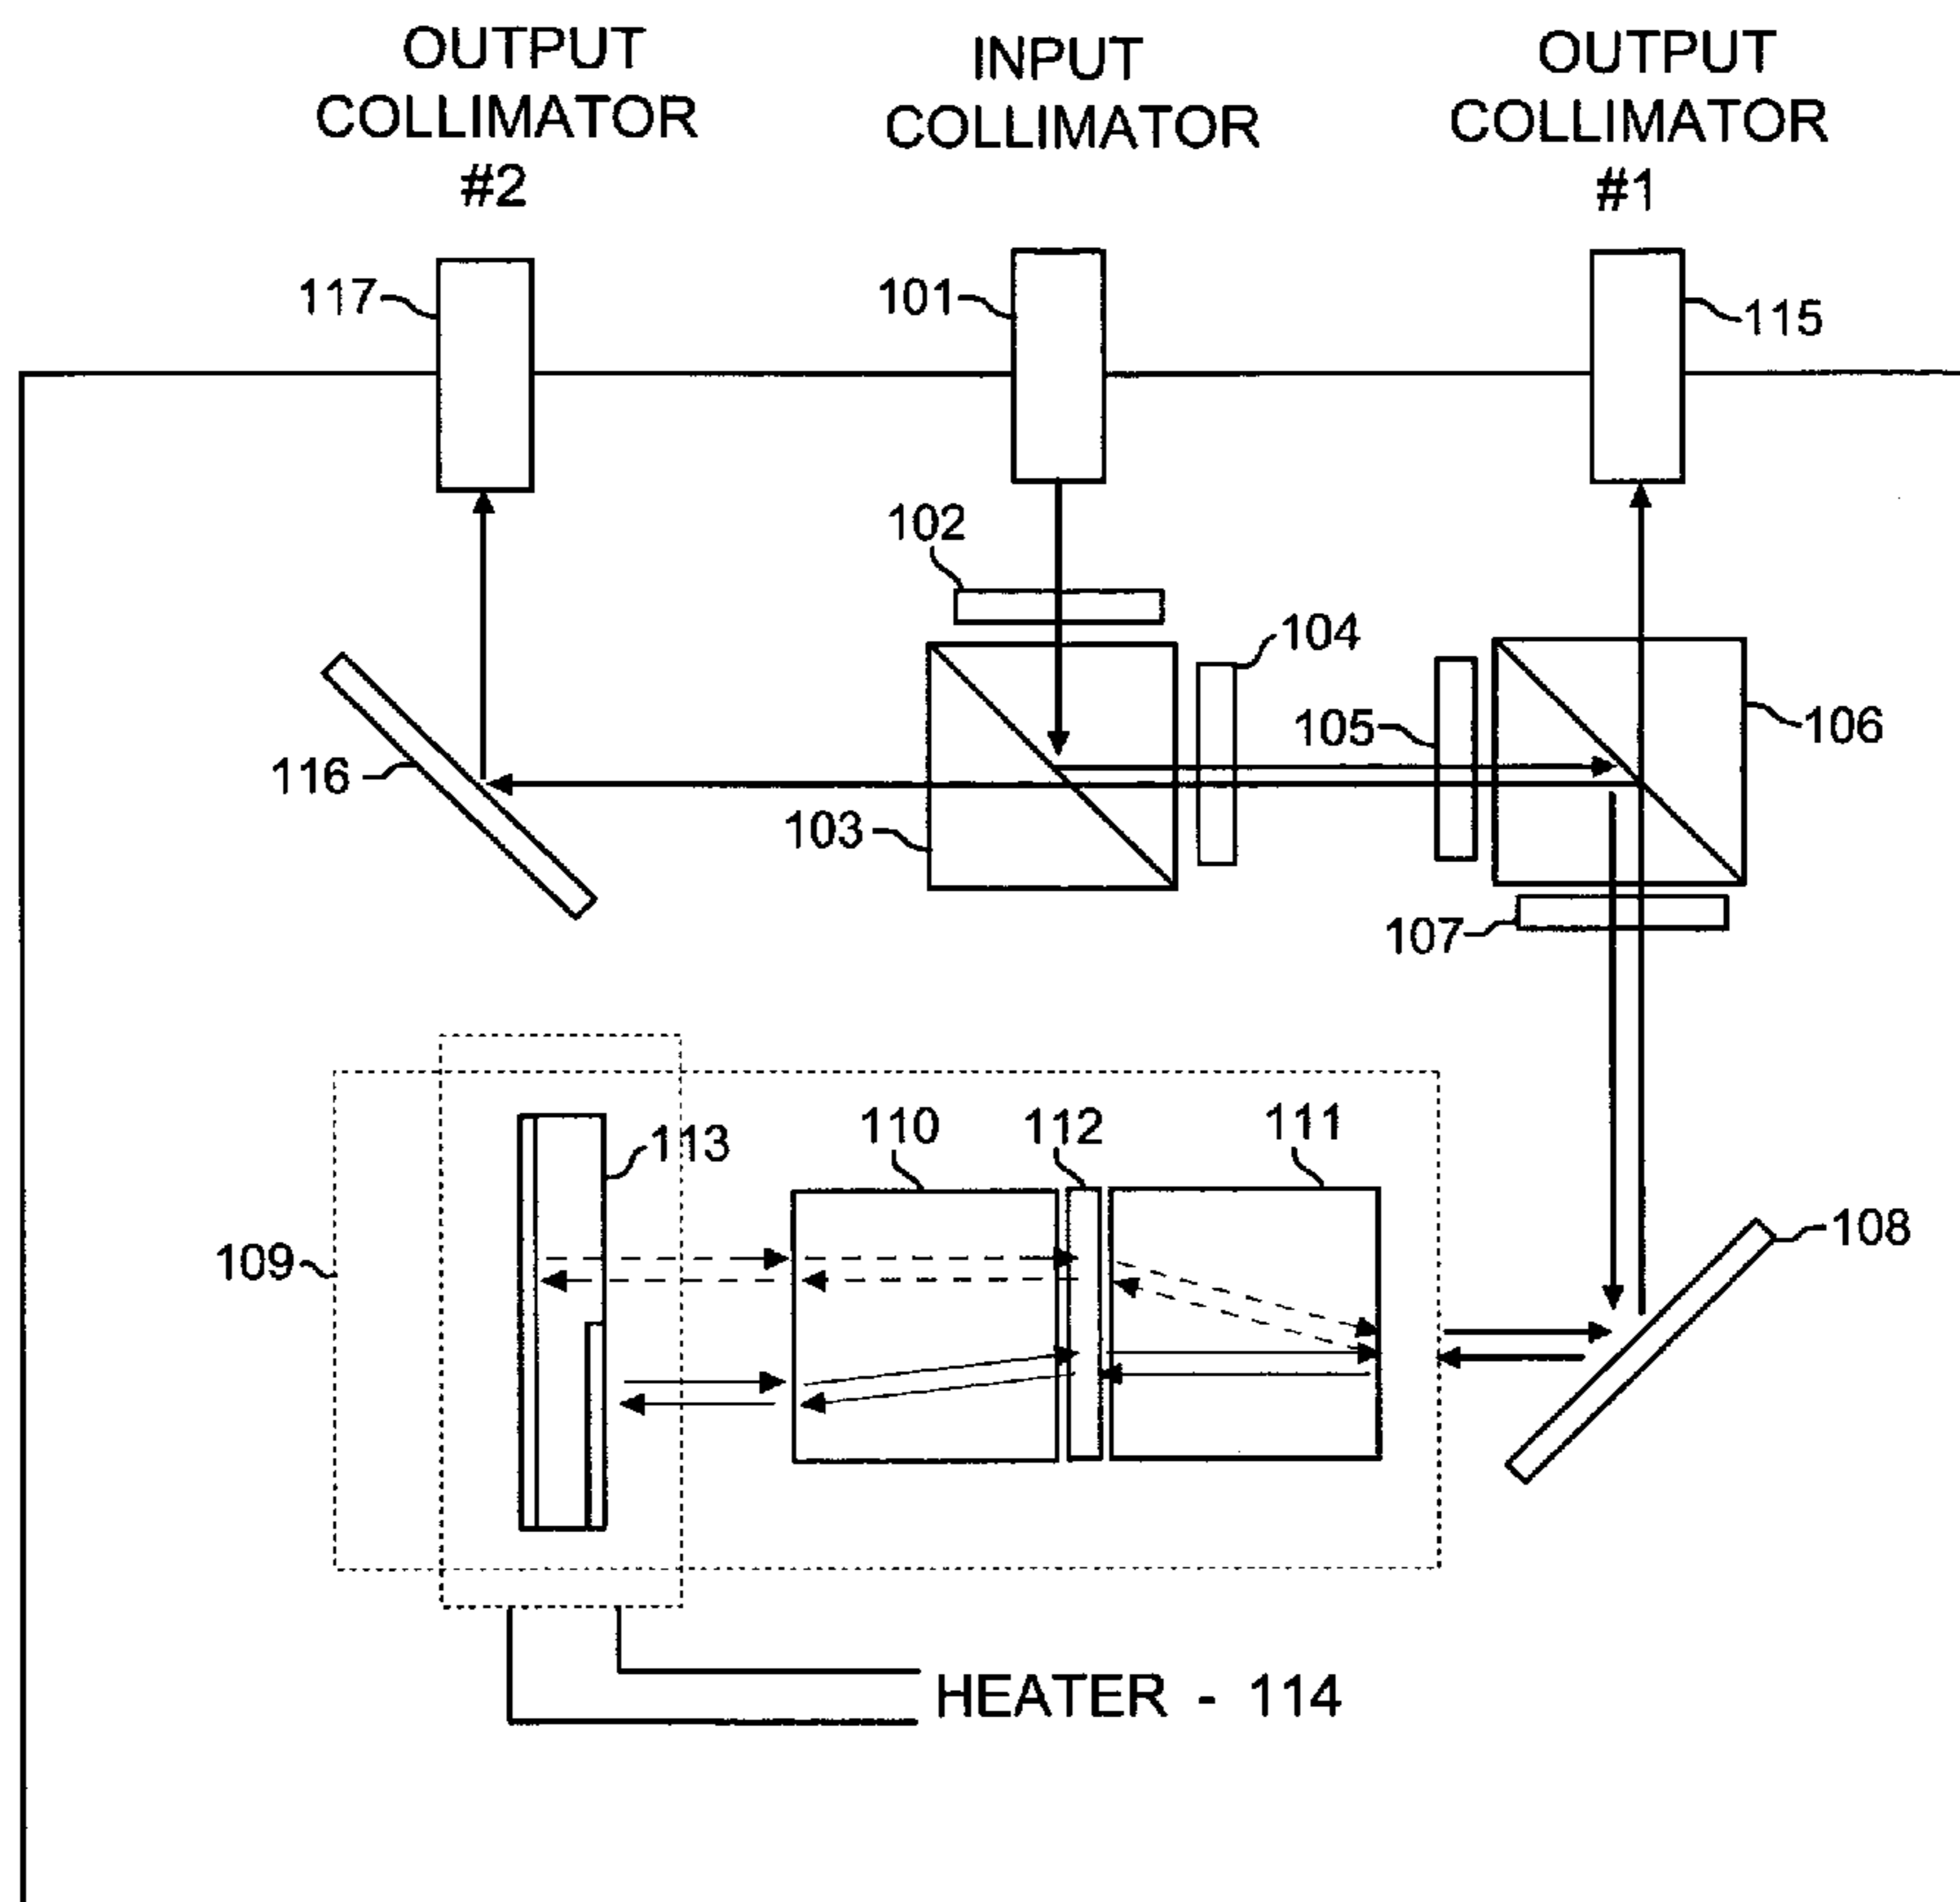 OUTPUT
COLLIMATOR
#2
INPUT
COLLIMATOR
OUTPUT
COLLIMATOR
#1
117
101
115
102
104
105
106
116
103
107
110
112
111
113
108
109
HEATER - 114